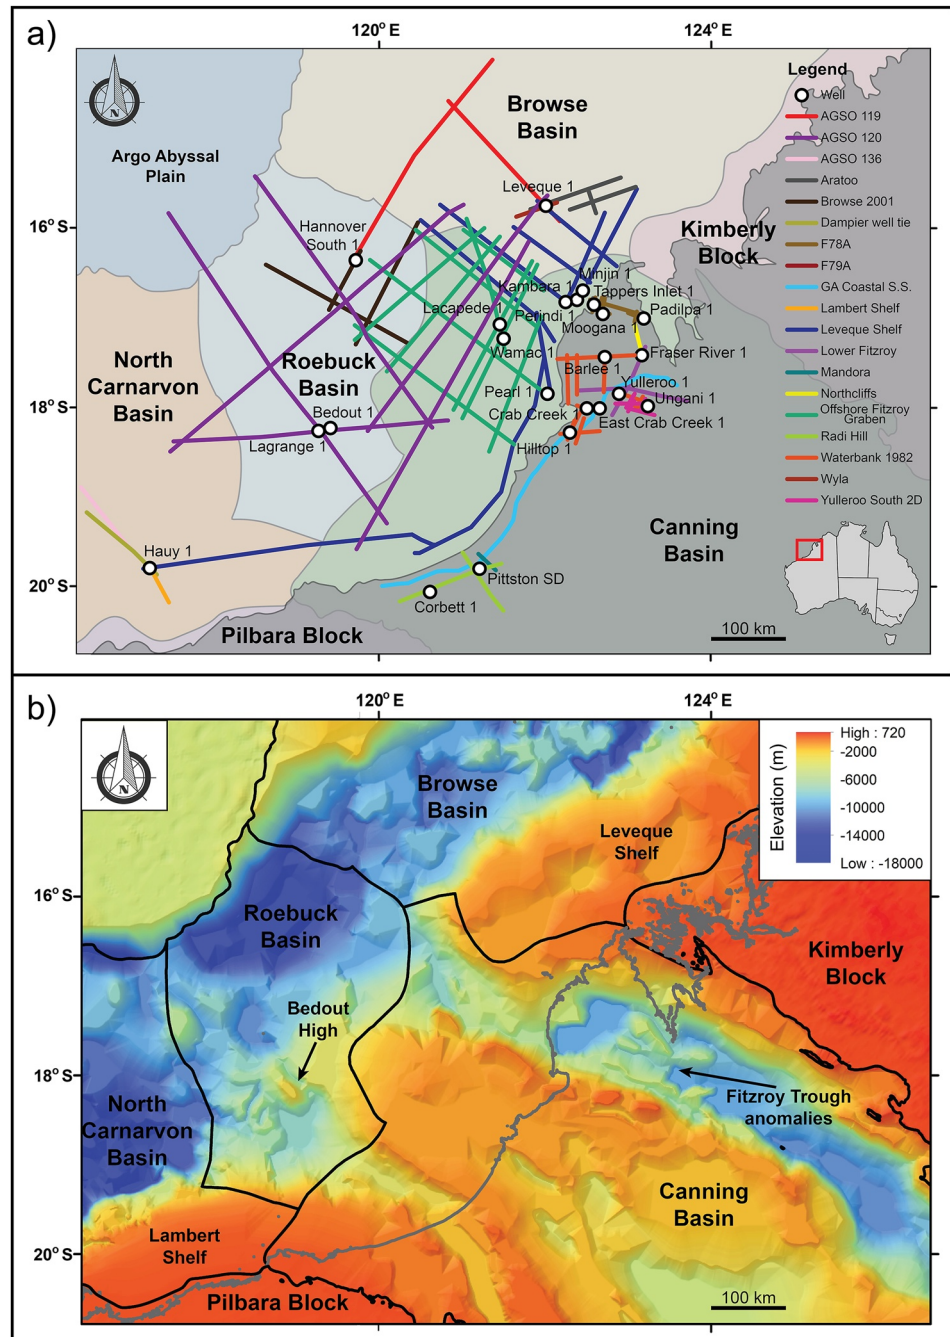 a)
120° E
124° E
N
Browse
Basin
Argo Abyssal
Plain
Legend
Well
AGSO 119
AGSO 120
AGSO 136
Aratoo
Browse 2001
Dampier well tie
F78A
F79A
GA Coastal S.S.
Lambert Shelf
Leveque Shelf
Lower Fitzroy
Mandora
Northcliffs
Offshore Fitzroy
Graben
Radi Hill
Waterbank 1982
Wyla
Yulleroo South 2D
Leveque 1
16°S
Hannover
South 1
Kimberly
Block
Minjin 1
Kambara 1
Tappers Inlet 1
Lacapede 1
Perindi 1
Padilpa 1
Moogana 1
Wamac 1
North
Carnarvon
Basin
Roebuck
Basin
Fraser River 1
Barlee 1
Yulleroo 1
Pearl 1
Ungani 1
18°S
Bedout 1
Crab Creek 1
East Crab Creek 1
Lagrange 1
Hilltop 1
Canning
Basin
Hauy 1
20°S
Pittston SD
Corbett 1
Pilbara Block
100 km
b)
120° E
124° E
N
Browse
Basin
Elevation (m)
High : 720
-2000
-6000
-10000
-14000
Low : -18000
Leveque
Shelf
16°S
Roebuck
Basin
Kimberly
Block
Bedout
High
18°S
North
Carnarvon
Basin
Fitzroy Trough
anomalies
Canning
Basin
Lambert
Shelf
20°S
Pilbara Block
100 km